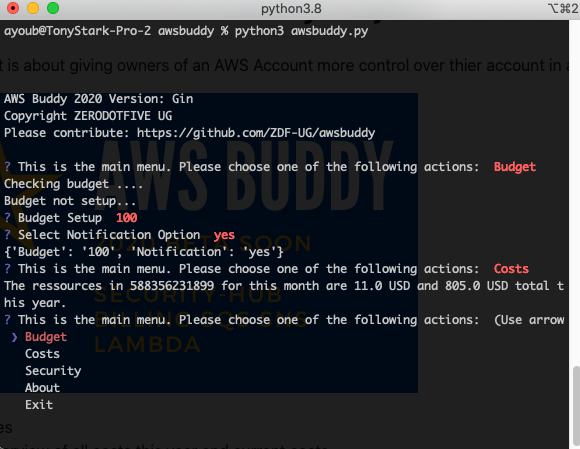 python3.8
⌥⌘2
ayoub@TonyStark-Pro-2 awsbuddy % python3 awsbuddy.py
t is about giving owners of an AWS Account more control over thier account in a
AWS Buddy 2020 Version: Gin
Copyright ZERODOTFIVE UG
Please contribute: https://github.com/ZDF-UG/awsbuddy
AWS BUDDY
? This is the main menu. Please choose one of the following actions:  Budget
Checking budget ....
Budget not setup...
? Budget Setup  100
? Select Notification Option  yes
SOON
{'Budget': '100', 'Notification': 'yes'}
? This is the main menu. Please choose one of the following actions:  Costs
The ressources in 588356231899 for this month are 11.0 USD and 805.0 USD total t
his year.
SECURITY-HUB
? This is the main menu. Please choose one of the following actions:  (Use arrow
BILLING SQS SNS
❯ Budget
LAMBDA
Costs
Security
About
Exit
es